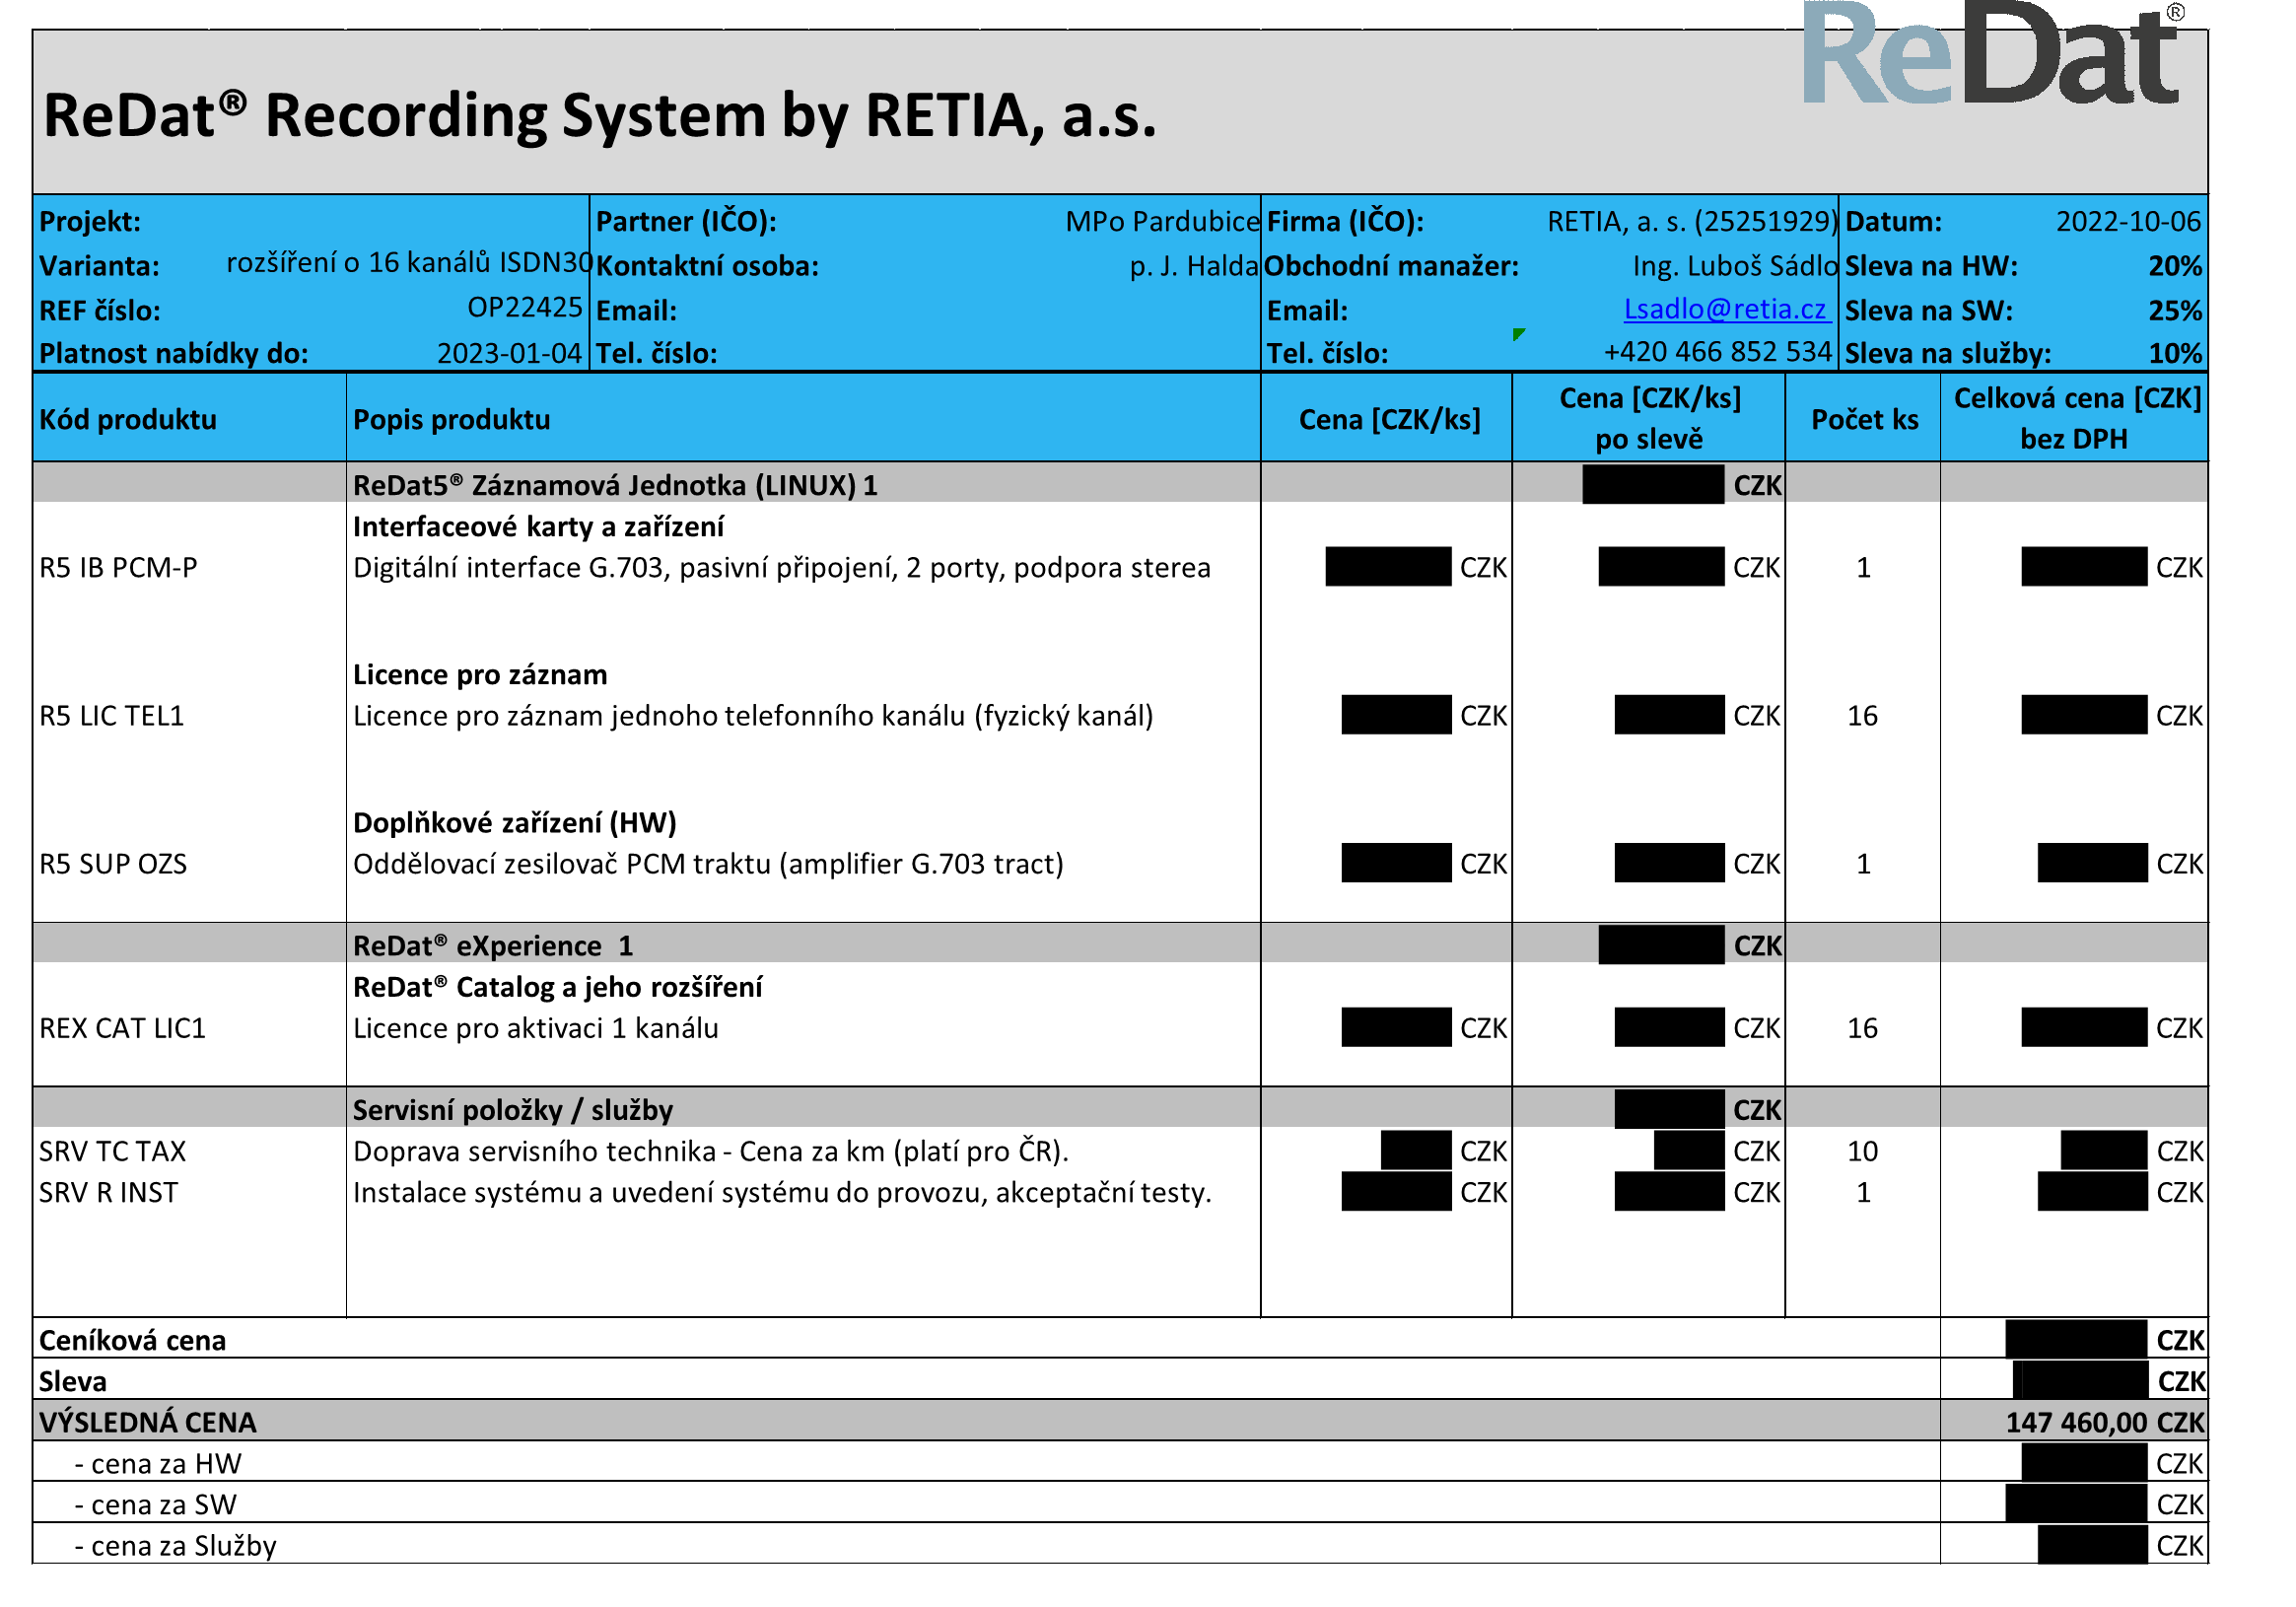 ReDat®
ReDat® Recording System by RETIA, a.s.
Projekt: Partner (IČO): MPo Pardubice Firma (IČO): RETIA, a. s. (25251929) Datum: 2022-10-06
Varianta: rozšíření o 16 kanálů ISDN30 Kontaktní osoba: p. J. Halda Obchodní manažer: Ing. Luboš Sádlo Sleva na HW: 20%
REF číslo: OP22425 Email: Email: Lsadlo@retia.cz Sleva na SW: 25%
Platnost nabídky do: 2023-01-04 Tel. číslo: Tel. číslo: +420 466 852 534 Sleva na služby: 10%
Kód produktu Popis produktu Cena [CZK/ks] Cena [CZK/ks] po slevě Počet ks Celková cena [CZK] bez DPH
ReDat5® Záznamová Jednotka (LINUX) 1 CZK
Interfaceové karty a zařízení
R5 IB PCM-P Digitální interface G.703, pasivní připojení, 2 porty, podpora sterea CZK CZK 1 CZK
Licence pro záznam
R5 LIC TEL1 Licence pro záznam jednoho telefonního kanálu (fyzický kanál) CZK CZK 16 CZK
Doplňkové zařízení (HW)
R5 SUP OZS Oddělovací zesilovač PCM traktu (amplifier G.703 tract) CZK CZK 1 CZK
ReDat® eXperience 1 CZK
ReDat® Catalog a jeho rozšíření
REX CAT LIC1 Licence pro aktivaci 1 kanálu CZK CZK 16 CZK
Servisní položky / služby CZK
SRV TC TAX Doprava servisního technika - Cena za km (platí pro ČR). CZK CZK 10 CZK
SRV R INST Instalace systému a uvedení systému do provozu, akceptační testy. CZK CZK 1 CZK
Ceníková cena CZK
Sleva CZK
VÝSLEDNÁ CENA 147 460,00 CZK
- cena za HW CZK
- cena za SW CZK
- cena za Služby CZK